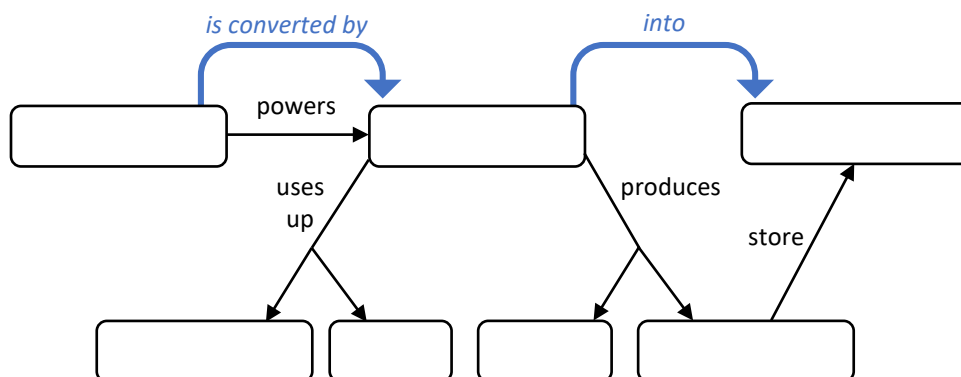 is converted by
into
powers
uses
up
produces
store